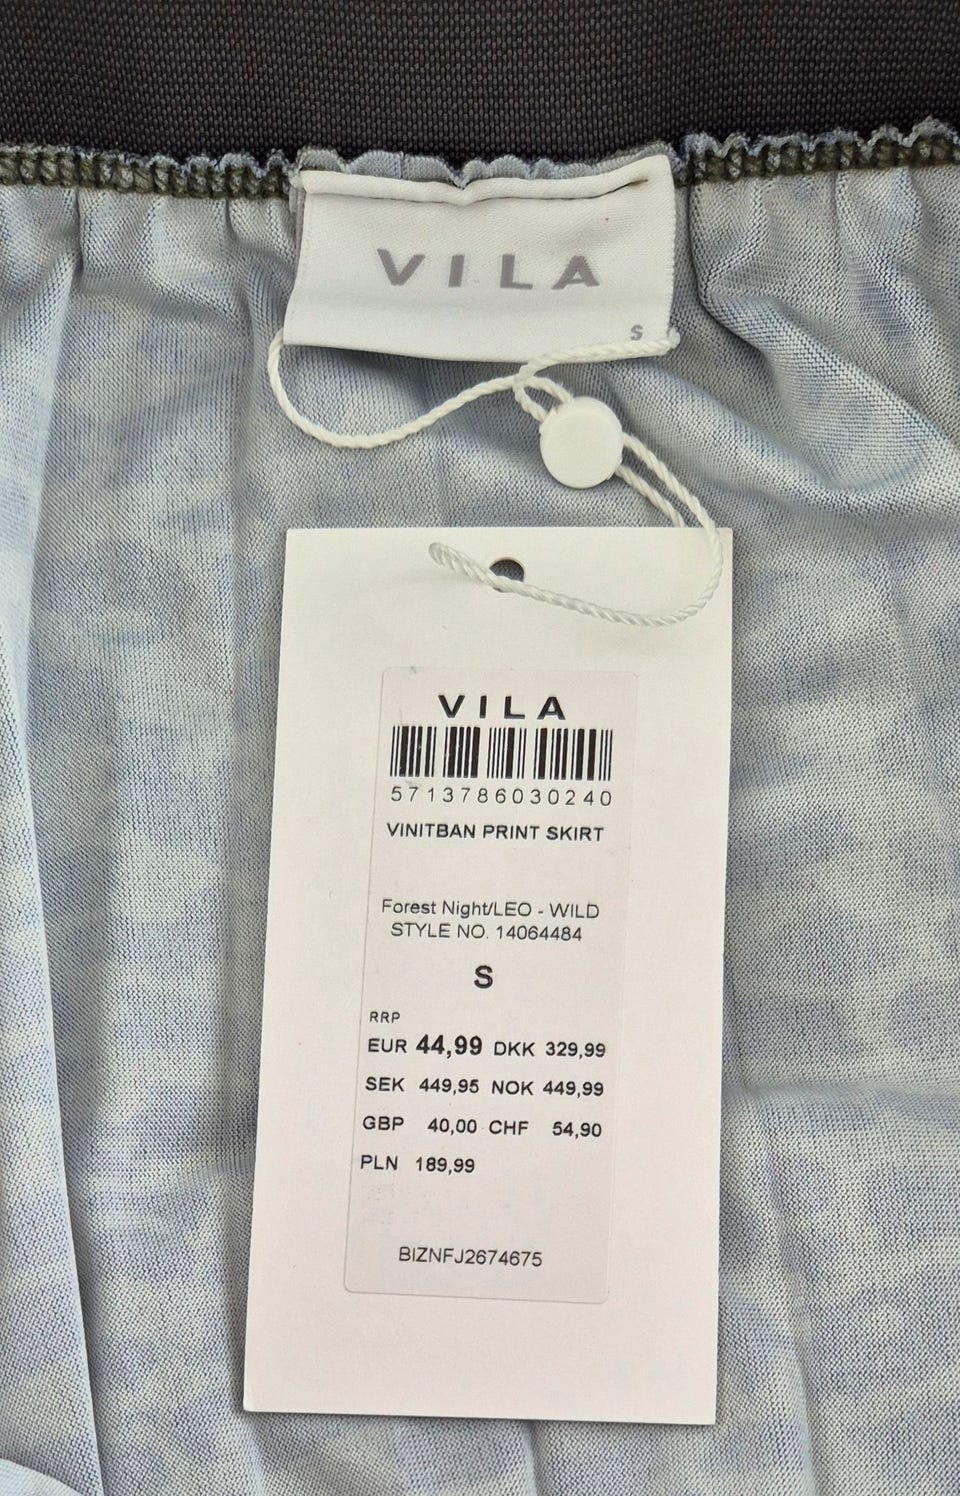 VILA
S
VILA
5713786030240
VINITBAN PRINT SKIRT
Forest Night/LEO - WILD
STYLE NO. 14064484
S
RRP
EUR 44,99 DKK 329,99
SEK 449,95 NOK 449,99
GBP 40,00 CHF 54,90
PLN 189,99
BIZNFJ2674675